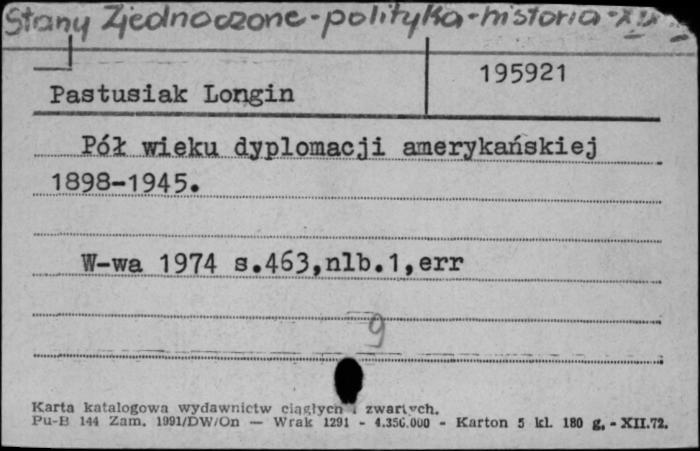 Stany Zjednoczone-polityka-historia-
195921
Pastusiak Longin
Pół wieku dyplomacji amerykańskiej
1898-1945.
W-wa 1974 s.463,nlb.1,err
9
Karta katalogowa wydawnictw ciągłych i zwartych.
Pu-B 144 Zam. 1991/DW/On — Wrak 1291 - 4.350.000 - Karton 5 kl. 180 g. - XII.72.